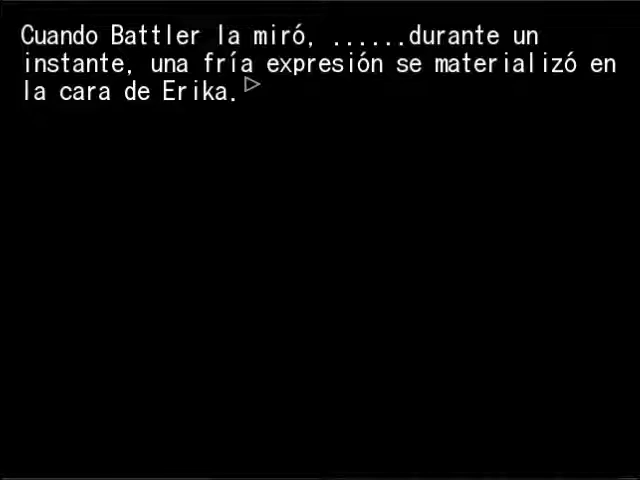 Cuando Battler la miró, ......durante un
instante, una fría expresión se materializó en
la cara de Erika.